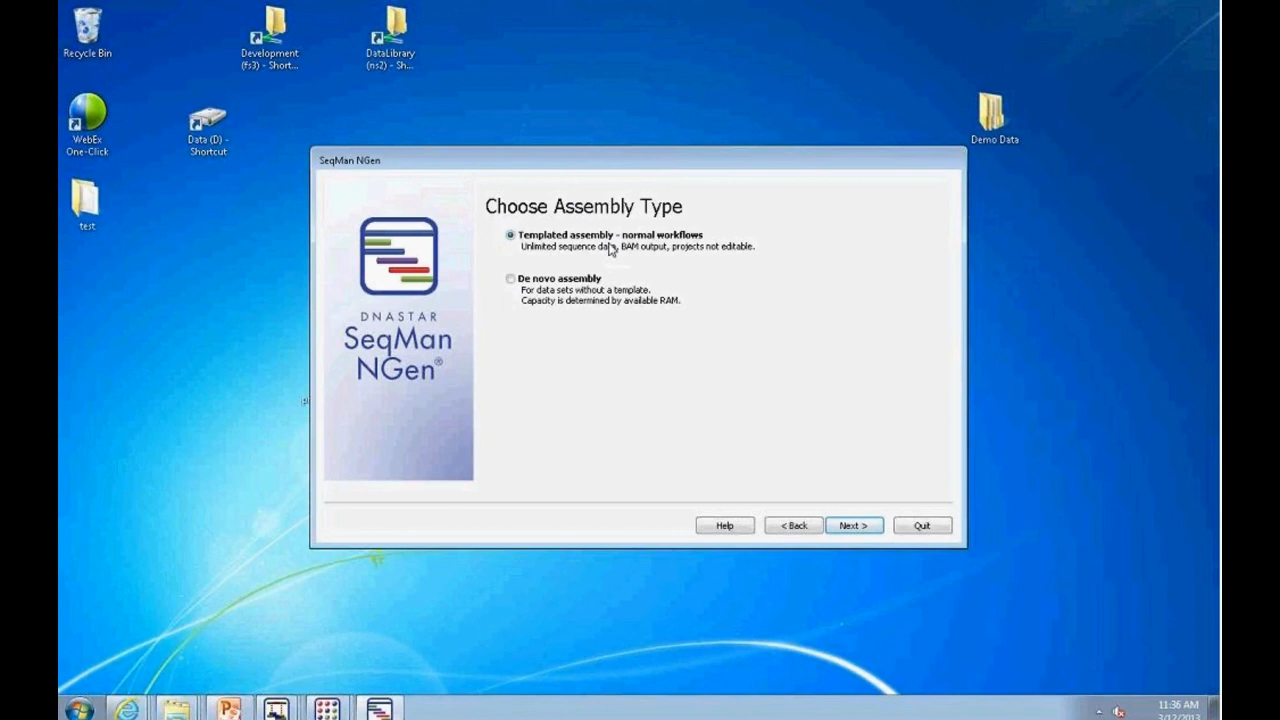 Recycle Bin
Development
(fs3) - Short...
DataLibrary
(ns2) - Sh...
WebEx
One-Click
Data (D) -
Shortcut
Demo Data
test
SeqMan NGen
Choose Assembly Type
Templated assembly - normal workflows
Unlimited sequence data, BAM output, projects not editable.
De novo assembly
For data sets without a template.
Capacity is determined by available RAM.
DNASTAR
SeqMan
NGen®
Help
< Back
Next >
Quit
11:36 AM
3/12/2013